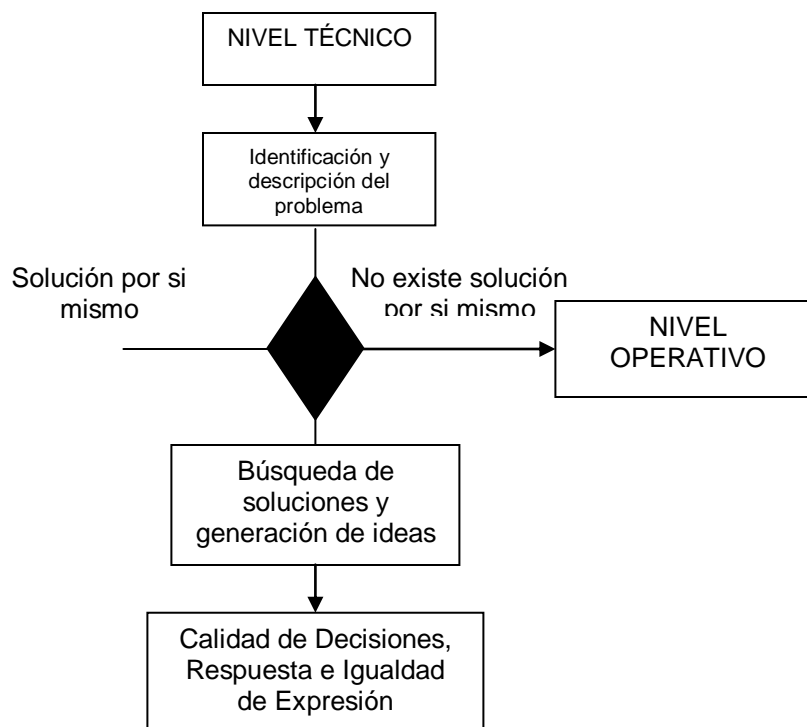 NIVEL TÉCNICO
Identificación y
descripción del
problema
Solución por si
mismo
No existe solución
por si mismo
NIVEL
OPERATIVO
Búsqueda de
soluciones y
generación de ideas
Calidad de Decisiones,
Respuesta e Igualdad
de Expresión